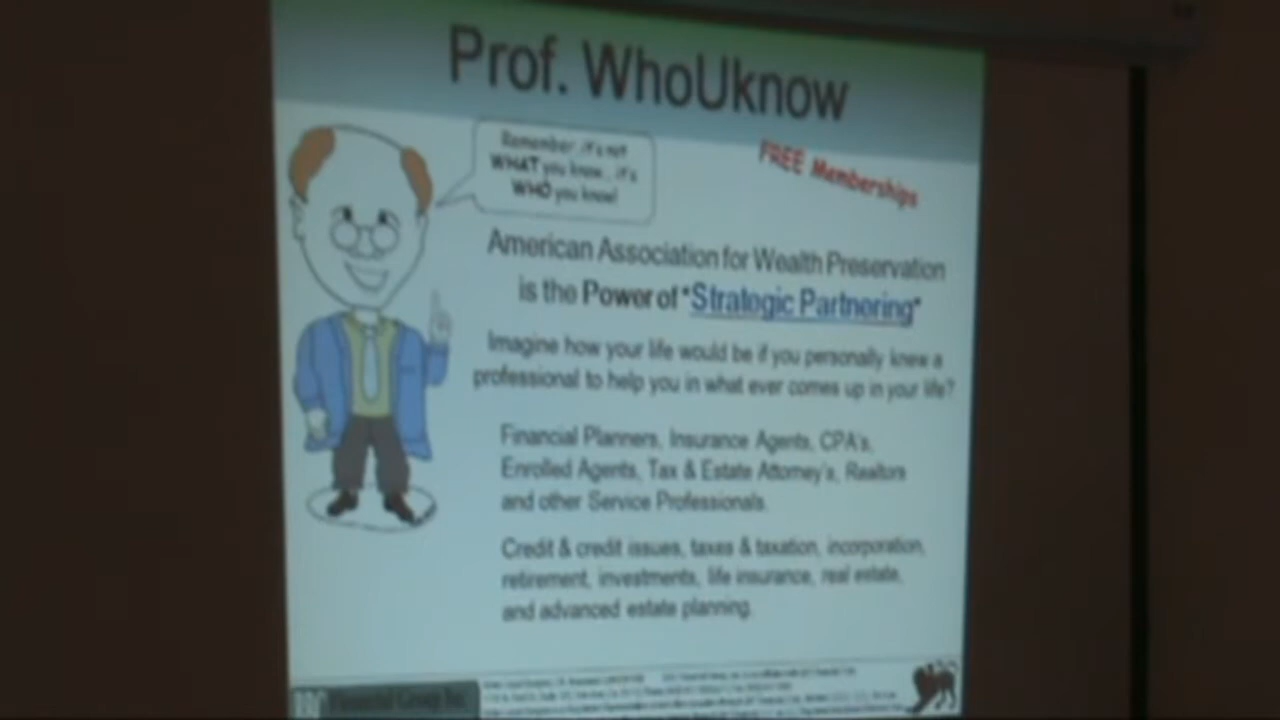 Prof. WhoUknow
Remember, it's not
WHAT you know... it's
WHO you know!
FREE Memberships
American Association for Wealth Preservation
is the Power of "Strategic Partnering"
Imagine how your life would be if you personally knew a
professional to help you in what ever comes up in your life?
Financial Planners, Insurance Agents, CPA's,
Enrolled Agents, Tax & Estate Attorney's, Realtors
and other Service Professionals.
Credit & credit issues, taxes & taxation, incorporation,
retirement, investments, life insurance, real estate,
and advanced estate planning.
Financial Group